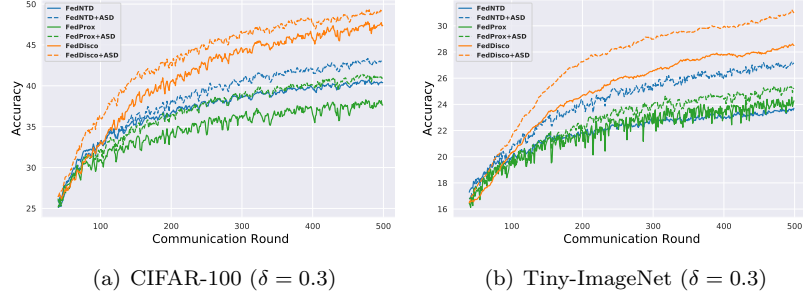 FedNTD
FedNTD+ASD
FedProx
FedProx+ASD
FedDisco
FedDisco+ASD
50
45
40
35
30
25
Accuracy
100
200
300
400
500
Communication Round
(a) CIFAR-100 (δ = 0.3)
FedNTD
FedNTD+ASD
FedProx
FedProx+ASD
FedDisco
FedDisco+ASD
30
28
26
24
22
20
18
16
Accuracy
100
200
300
400
500
Communication Round
(b) Tiny-ImageNet (δ = 0.3)